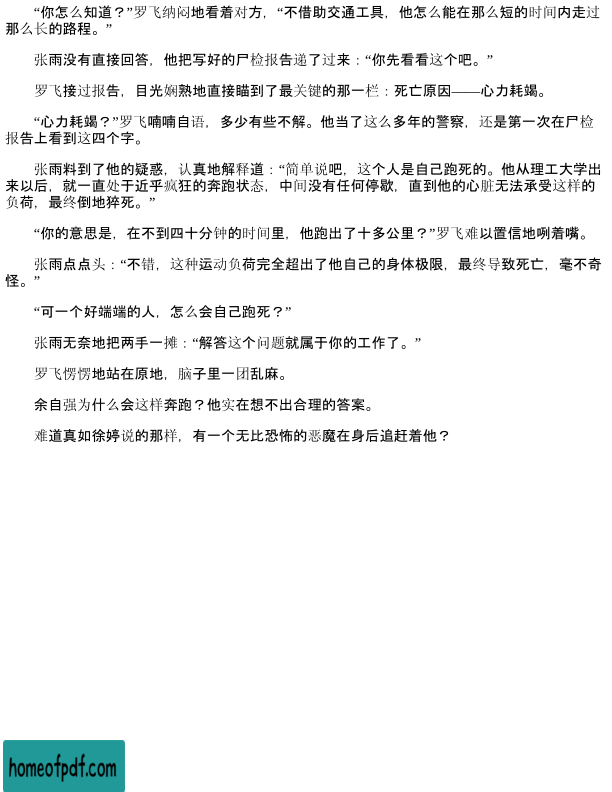 “你怎么知道？”罗飞纳闷地看着对方，“不借助交通工具，他怎么能在那么短的时间内走过
那么长的路程。”
张雨没有直接回答，他把写好的尸检报告递了过来：“你先看看这个吧。”
罗飞接过报告，目光娴熟地直接瞄到了最关键的那一栏：死亡原因——心力耗竭。
“心力耗竭？”罗飞喃喃自语，多少有些不解。他当了这么多年的警察，还是第一次在尸检
报告上看到这四个字。
张雨料到了他的疑惑，认真地解释道：“简单说吧，这个人是自己跑死的。他从理工大学出
来以后，就一直处于近乎疯狂的奔跑状态，中间没有任何停歇，直到他的心脏无法承受这样的
负荷，最终倒地猝死。”
“你的意思是，在不到四十分钟的时间里，他跑出了十多公里？”罗飞难以置信地咧着嘴。
张雨点点头：“不错，这种运动负荷完全超出了他自己的身体极限，最终导致死亡，毫不奇
怪。”
“可一个好端端的人，怎么会自己跑死？”
张雨无奈地把两手一摊：“解答这个问题就属于你的工作了。”
罗飞愣愣地站在原地，脑子里一团乱麻。
余自强为什么会这样奔跑？他实在想不出合理的答案。
难道真如徐婷说的那样，有一个无比恐怖的恶魔在身后追赶着他？
homeofpdf.com